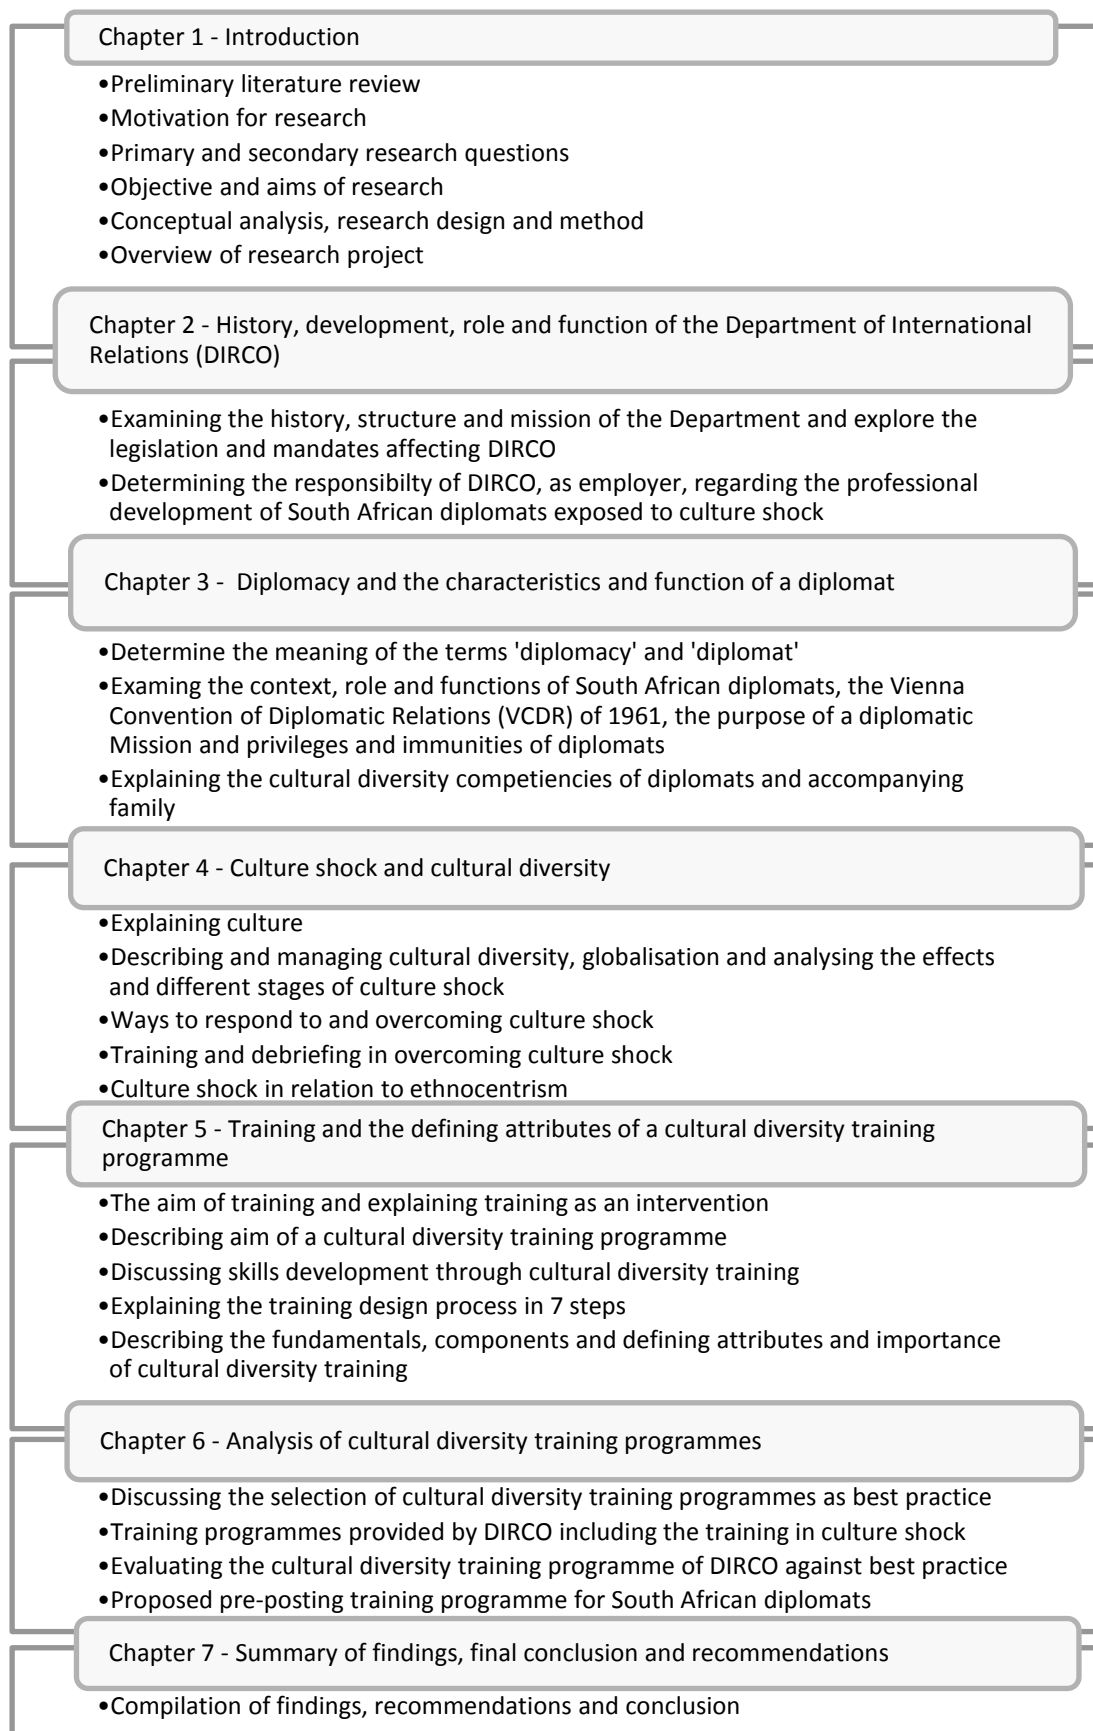 Chapter 1 - Introduction
•Preliminary literature review
•Motivation for research
•Primary and secondary research questions
•Objective and aims of research
•Conceptual analysis, research design and method
•Overview of research project
Chapter 2 - History, development, role and function of the Department of International
Relations (DIRCO)
•Examining the history, structure and mission of the Department and explore the
legislation and mandates affecting DIRCO
•Determining the responsibilty of DIRCO, as employer, regarding the professional
development of South African diplomats exposed to culture shock
Chapter 3 -  Diplomacy and the characteristics and function of a diplomat
•Determine the meaning of the terms 'diplomacy' and 'diplomat'
•Examing the context, role and functions of South African diplomats, the Vienna
Convention of Diplomatic Relations (VCDR) of 1961, the purpose of a diplomatic
Mission and privileges and immunities of diplomats
•Explaining the cultural diversity competiencies of diplomats and accompanying
family
Chapter 4 - Culture shock and cultural diversity
•Explaining culture
•Describing and managing cultural diversity, globalisation and analysing the effects
and different stages of culture shock
•Ways to respond to and overcoming culture shock
•Training and debriefing in overcoming culture shock
•Culture shock in relation to ethnocentrism
Chapter 5 - Training and the defining attributes of a cultural diversity training
programme
•The aim of training and explaining training as an intervention
•Describing aim of a cultural diversity training programme
•Discussing skills development through cultural diversity training
•Explaining the training design process in 7 steps
•Describing the fundamentals, components and defining attributes and importance
of cultural diversity training
Chapter 6 - Analysis of cultural diversity training programmes
•Discussing the selection of cultural diversity training programmes as best practice
•Training programmes provided by DIRCO including the training in culture shock
•Evaluating the cultural diversity training programme of DIRCO against best practice
•Proposed pre-posting training programme for South African diplomats
Chapter 7 - Summary of findings, final conclusion and recommendations
•Compilation of findings, recommendations and conclusion